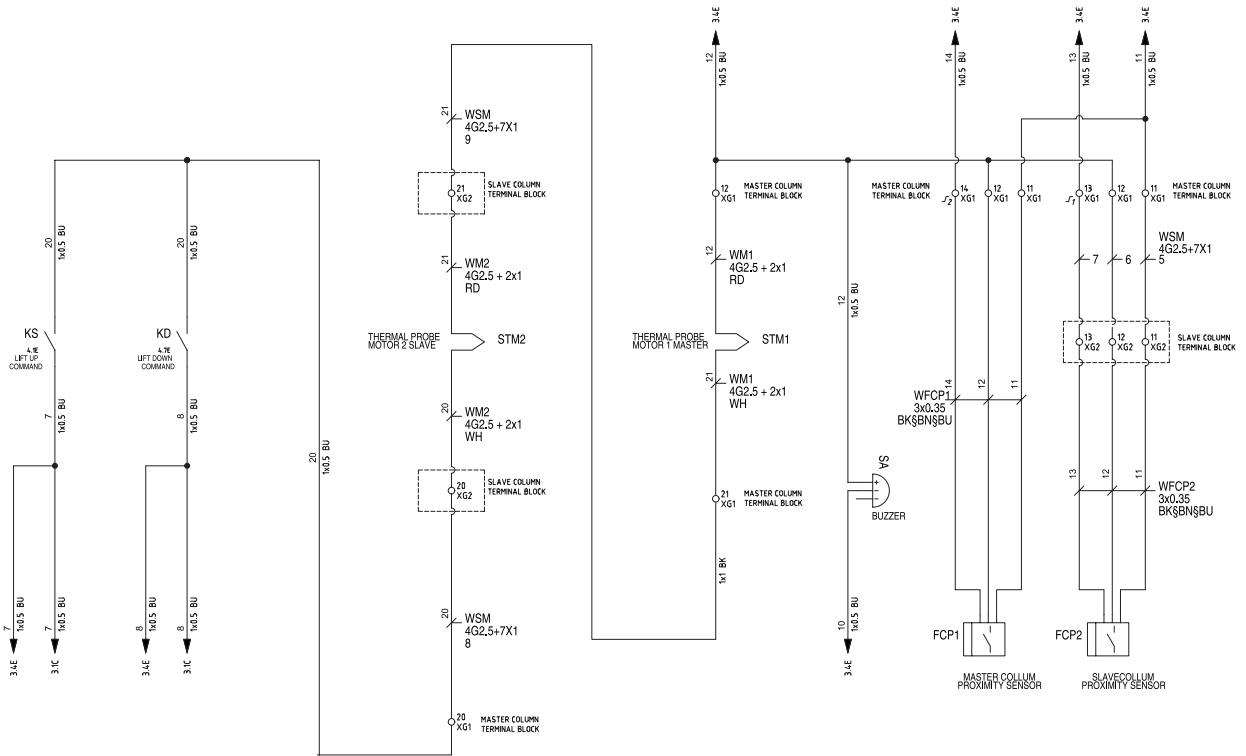 3.4E
3.4E
3.4E
3.4E
12
1x0.5 BU
14
1x0.5 BU
13
1x0.5 BU
11
1x0.5 BU
21
WSM
4G2.5+7X1
9
21
XG2
SLAVE COLUMN
TERMINAL BLOCK
12
XG1
MASTER COLUMN
TERMINAL BLOCK
MASTER COLUMN
TERMINAL BLOCK
14
XG1
12
XG1
11
XG1
13
XG1
12
XG1
11
XG1
MASTER COLUMN
TERMINAL BLOCK
20
1x0.5 BU
20
1x0.5 BU
21
WM2
4G2.5 + 2x1
RD
12
WM1
4G2.5 + 2x1
RD
WSM
4G2.5+7X1
7
6
5
12
1x0.5 BU
KS
4.1E
LIFT UP
COMMAND
KD
4.7E
LIFT DOWN
COMMAND
THERMAL PROBE
MOTOR 2 SLAVE
STM2
THERMAL PROBE
MOTOR 1 MASTER
STM1
13
XG2
12
XG2
11
XG2
SLAVE COLUMN
TERMINAL BLOCK
21
WM1
4G2.5 + 2x1
WH
14
12
11
WFCP1
3x0.35
BK§BN§BU
7
1x0.5 BU
8
1x0.5 BU
20
WM2
4G2.5 + 2x1
WH
20
1x0.5 BU
20
XG2
SLAVE COLUMN
TERMINAL BLOCK
21
XG1
MASTER COLUMN
TERMINAL BLOCK
SA
+
-
BUZZER
13
12
11
WFCP2
3x0.35
BK§BN§BU
1x1 BK
20
WSM
4G2.5+7X1
8
7
1x0.5 BU
7
1x0.5 BU
8
1x0.5 BU
8
1x0.5 BU
10
1x0.5 BU
FCP1
FCP2
3.4E
3.1C
3.4E
3.1C
3.4E
MASTER COLLUM
PROXIMITY SENSOR
SLAVECOLLUM
PROXIMITY SENSOR
20
XG1
MASTER COLUMN
TERMINAL BLOCK